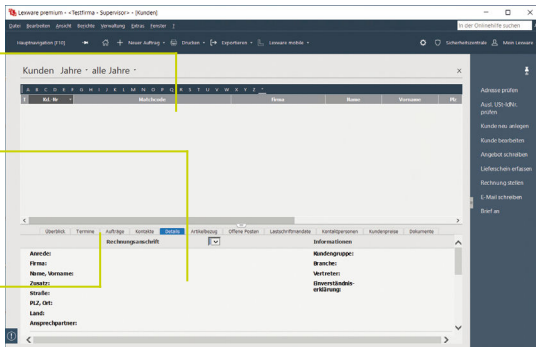 Lexware premium - <Testfirma - Supervisor> - [Kunden]
Datei Bearbeiten Ansicht Berichte Verwaltung Extras Fenster ?
In der Onlinehilfe suchen
Hauptnavigation [F10] Neuer Auftrag Drucken Exportieren Lexware mobile Sicherheitszentrale Mein Lexware
Kunden Jahre alle Jahre x
A B C D E F G H I J K L M N O P Q R S T U V W X Y Z *
! Kd.-Nr Matchcode Firma Name Vorname Plz
Überblick Termine Aufträge Kontakte Details Artikelbezug Offene Posten Lastschriftmandate Kontaktpersonen Kundenpreise Dokumente
Rechnungsanschrift Informationen
Anrede: Kundengruppe:
Firma: Branche:
Name, Vorname: Vertreter:
Zusatz: Einverständnis-
Straße: erklärung:
PLZ, Ort:
Land:
Ansprechpartner:
Adresse prüfen
Ausl. USt-IdNr.
prüfen
Kunde neu anlegen
Kunde bearbeiten
Angebot schreiben
Lieferschein erfassen
Rechnung stellen
E-Mail schreiben
Brief an